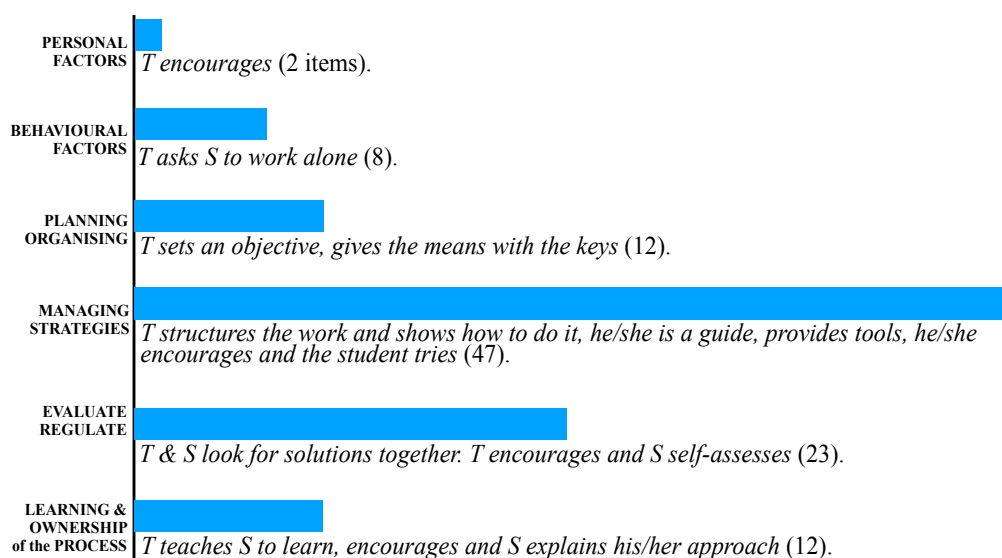 PERSONAL
FACTORS
T encourages (2 items).
BEHAVIOURAL
FACTORS
T asks S to work alone (8).
PLANNING
ORGANISING
T sets an objective, gives the means with the keys (12).
MANAGING
STRATEGIES
T structures the work and shows how to do it, he/she is a guide, provides tools, he/she
encourages and the student tries (47).
EVALUATE
REGULATE
T & S look for solutions together. T encourages and S self-assesses (23).
LEARNING &
OWNERSHIP
of the PROCESS
T teaches S to learn, encourages and S explains his/her approach (12).